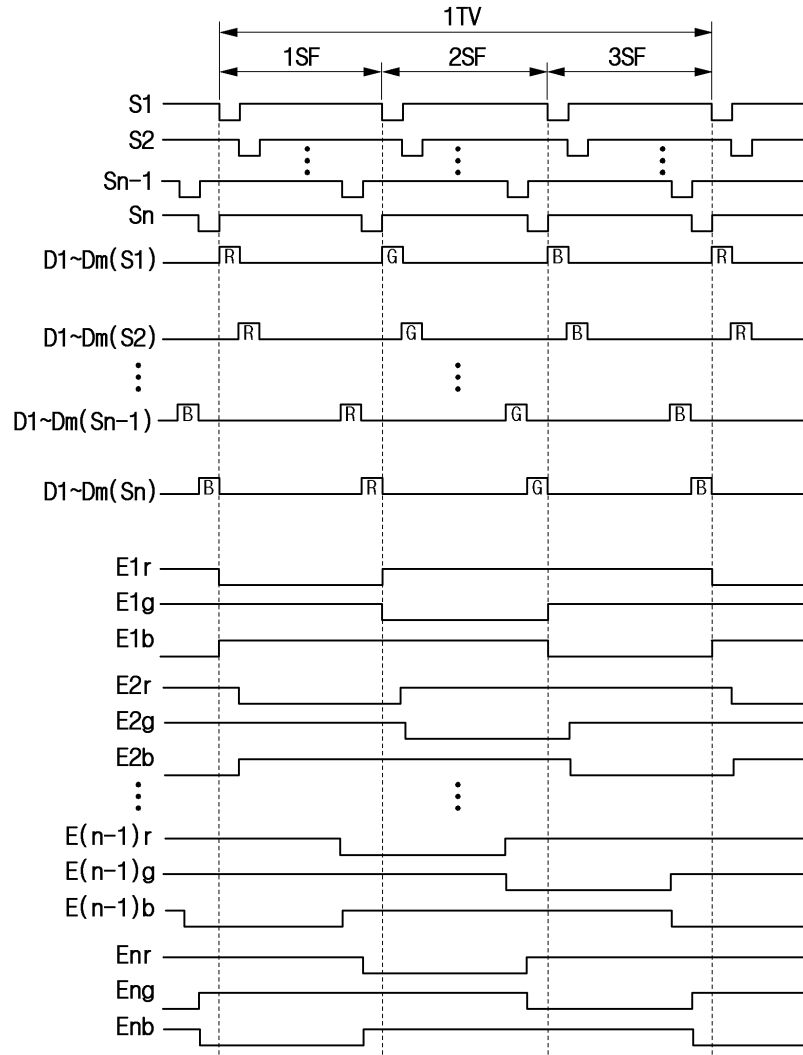 1TV
1SF 2SF 3SF
S1
S2
Sn-1
Sn
D1~Dm(S1) R G B R
D1~Dm(S2) R G B R
D1~Dm(Sn-1) B R G B
D1~Dm(Sn) B R G B
E1r
E1g
E1b
E2r
E2g
E2b
E(n-1)r
E(n-1)g
E(n-1)b
Enr
Eng
Enb